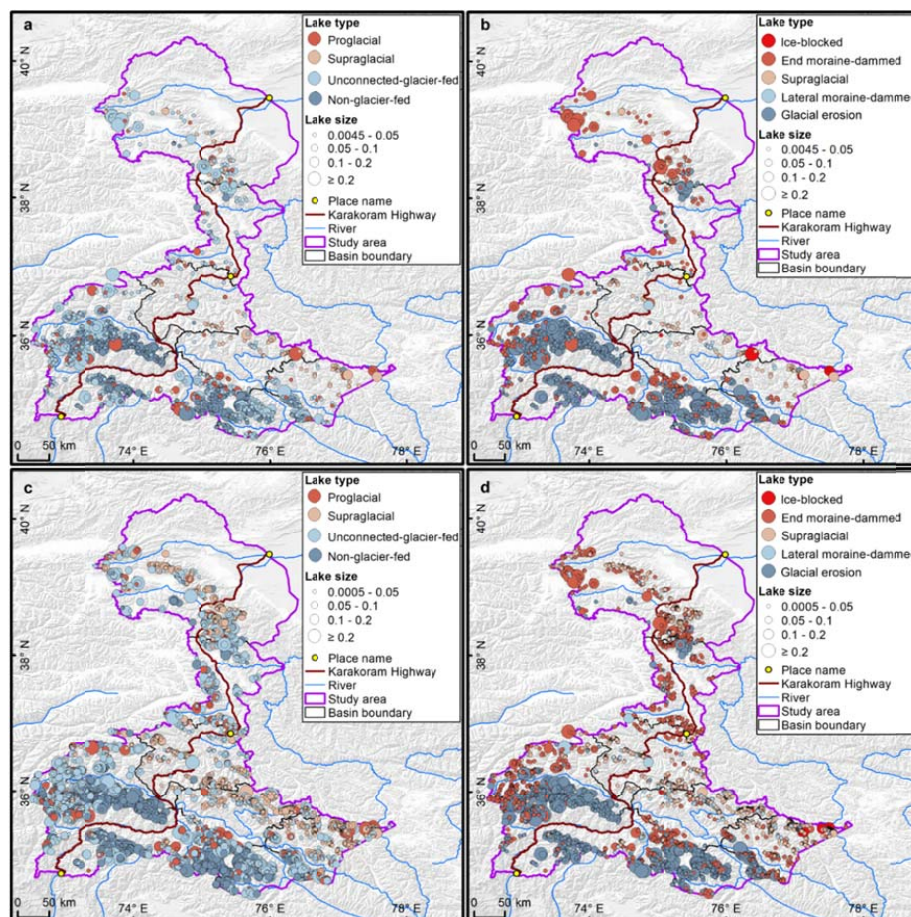 a
Lake type
Proglacial
Supraglacial
Unconnected-glacier-fed
Non-glacier-fed
Lake size
0.0045 - 0.05
0.05 - 0.1
0.1 - 0.2
≥ 0.2
Place name
Karakoram Highway
River
Study area
Basin boundary
40° N
38° N
36° N
0 50 km
74° E
76° E
78° E
b
Lake type
Ice-blocked
End moraine-dammed
Supraglacial
Lateral moraine-damme
Glacial erosion
Lake size
0.0045 - 0.05
0.05 - 0.1
0.1 - 0.2
≥ 0.2
Place name
Karakoram Highway
River
Study area
Basin boundary
40° N
38° N
36° N
0 50 km
74° E
76° E
78° E
c
Lake type
Proglacial
Supraglacial
Unconnected-glacier-fed
Non-glacier-fed
Lake size
0.0005 - 0.05
0.05 - 0.1
0.1 - 0.2
≥ 0.2
Place name
Karakoram Highway
River
Study area
Basin boundary
40° N
38° N
36° N
0 50 km
74° E
76° E
78° E
d
Lake type
Ice-blocked
End moraine-dammed
Supraglacial
Lateral moraine-damme
Glacial erosion
Lake size
0.0005 - 0.05
0.05 - 0.1
0.1 - 0.2
≥ 0.2
Place name
Karakoram Highway
River
Study area
Basin boundary
40° N
38° N
36° N
0 50 km
74° E
76° E
78° E